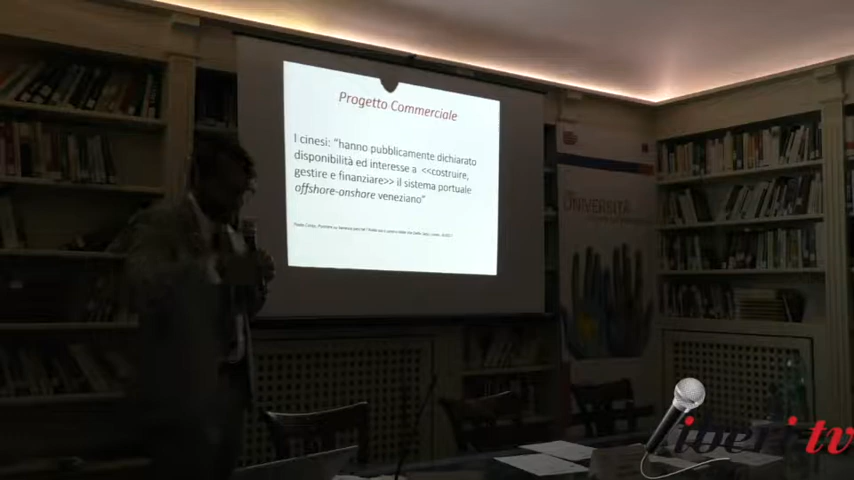 Progetto Commerciale
I cinesi: "hanno pubblicamente dichiarato
disponibilità ed interesse a <<costruire,
gestire e finanziare>> il sistema portuale
offshore-onshore veneziano"
UNIVERSITÀ
liberi.tv